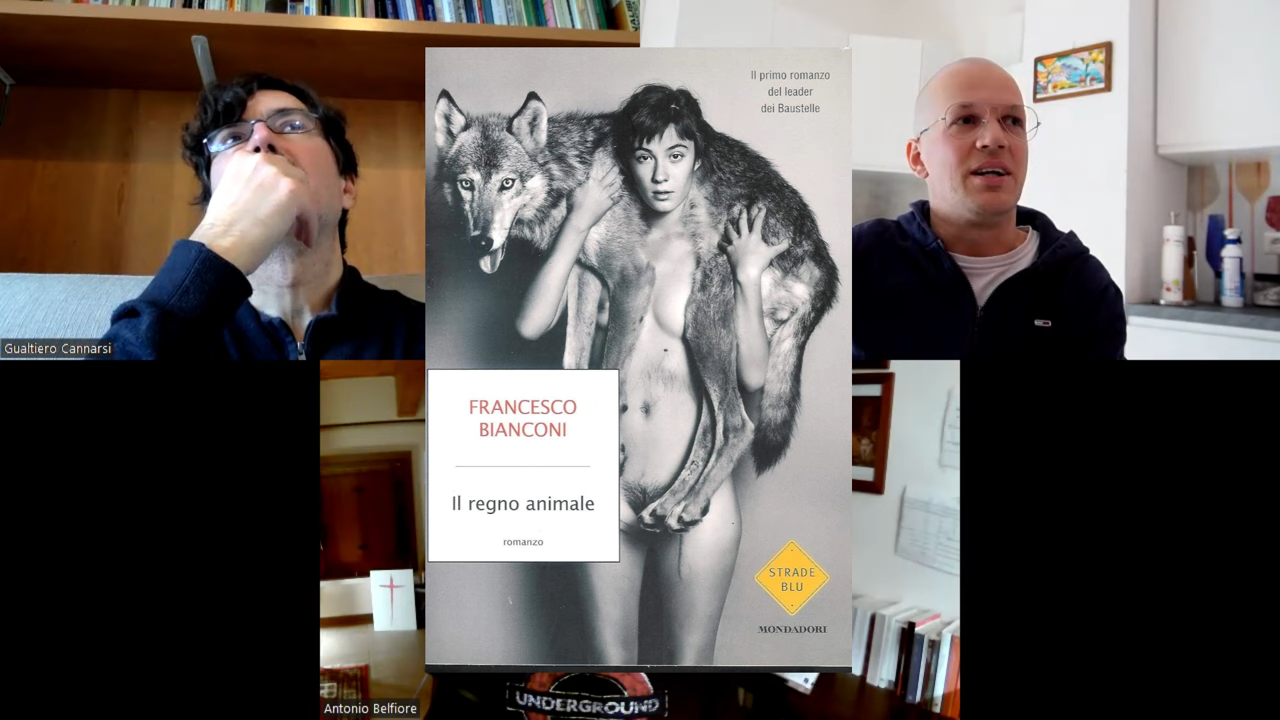 Il primo romanzo
del leader
dei Baustelle
Gualtiero Cannarsi
FRANCESCO
BIANCONI
Il regno animale
romanzo
STRADE
BLU
MONDADORI
Antonio Belfiore
UNDERGROUND